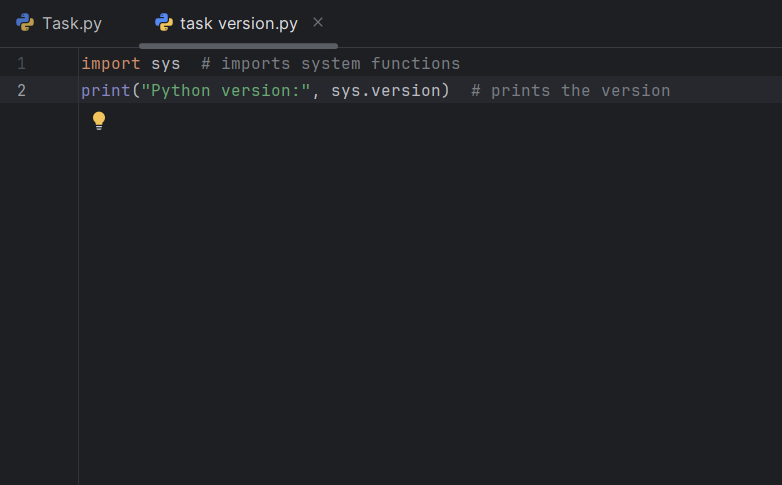 Task.py task version.py
1 import sys  # imports system functions
2 print("Python version:", sys.version)  # prints the version